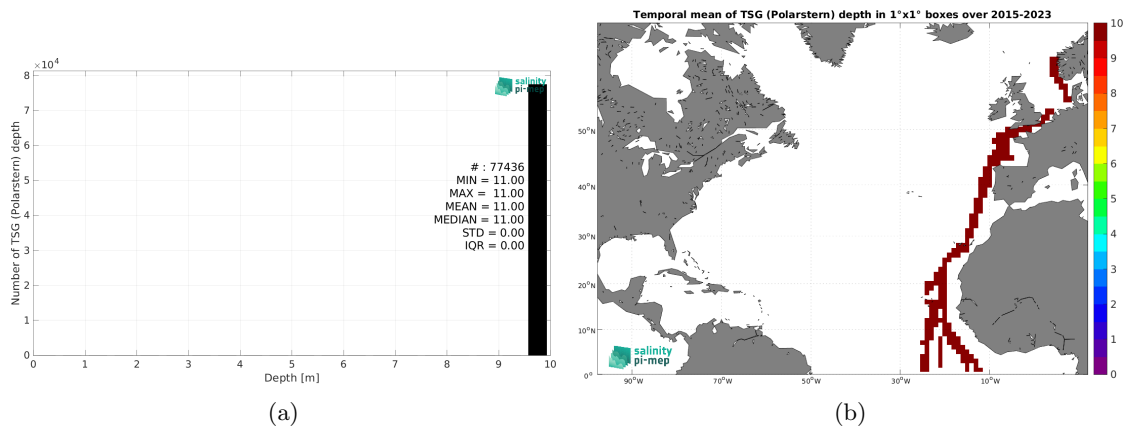 Temporal mean of TSG (Polarstern) depth in 1°x1° boxes over 2015-2023
×10⁴
8
7
6
5
4
3
2
1
0
Number of TSG (Polarstern) depth
salinity
pi-mep
# : 77436
MIN = 11.00
MAX = 11.00
MEAN = 11.00
MEDIAN = 11.00
STD = 0.00
IQR = 0.00
0 1 2 3 4 5 6 7 8 9 10
Depth [m]
(a)
50°N
40°N
30°N
20°N
10°N
0°
90°W 70°W 50°W 30°W 10°W
salinity
pi-mep
10
9
8
7
6
5
4
3
2
1
0
(b)